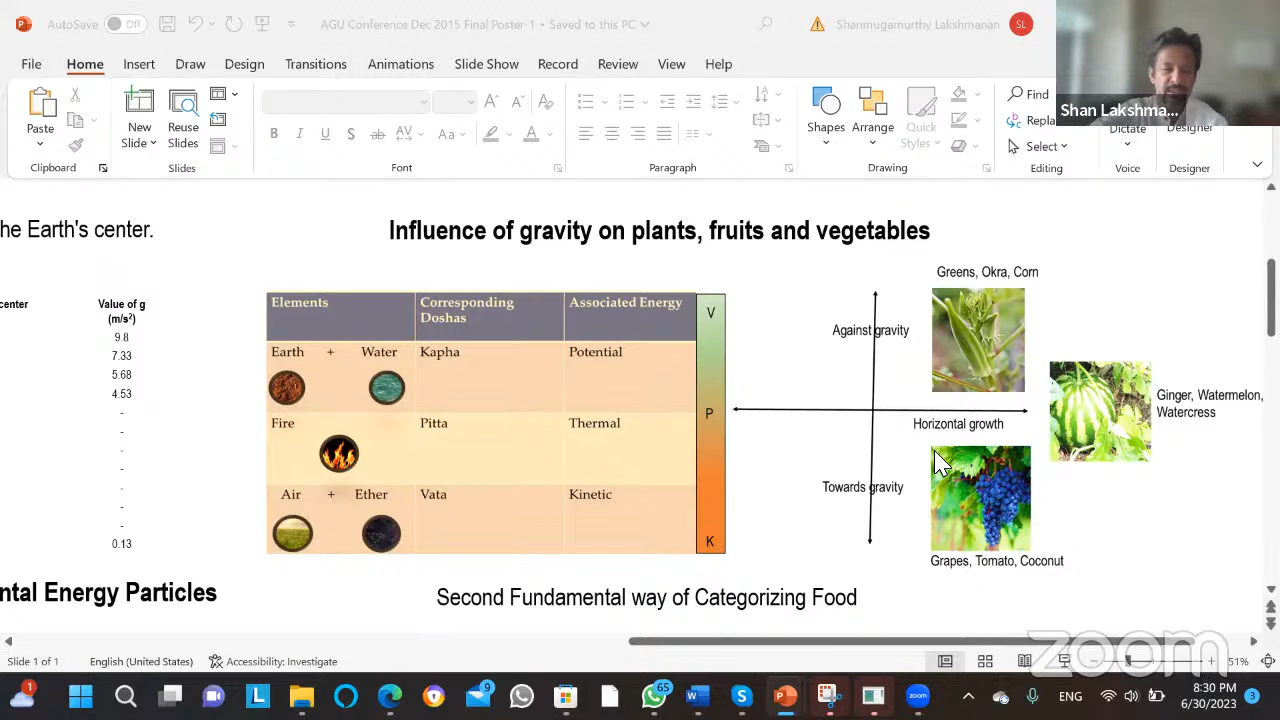 AutoSave Off
AGU Conference Dec 2015 Final Poster-1 • Saved to this PC
Shanmugamurthy Lakshmanan
SL
File Home Insert Draw Design Transitions Animations Slide Show Record Review View Help
Paste
New Slide
Reuse Slides
Shapes
Arrange
Quick Styles
Find
Select
Dictate
Designer
Shan Lakshma...
Clipboard
Slides
Font
Paragraph
Drawing
Editing
Voice
Designer
he Earth's center.
Influence of gravity on plants, fruits and vegetables
center
Value of g
(m/s²)
9.8
7.33
5.68
4.53
-
-
-
-
-
-
0.13
Elements
Corresponding Doshas
Associated Energy
V
Earth + Water
Kapha
Potential
Fire
Pitta
Thermal
P
Air + Ether
Vata
Kinetic
K
Greens, Okra, Corn
Against gravity
Ginger, Watermelon,
Watercress
Horizontal growth
Towards gravity
Grapes, Tomato, Coconut
ntal Energy Particles
Second Fundamental way of Categorizing Food
zoom
Slide 1 of 1
English (United States)
Accessibility: Investigate
51%
1
9
65
zoom
ENG
8:30 PM
6/30/2023
3